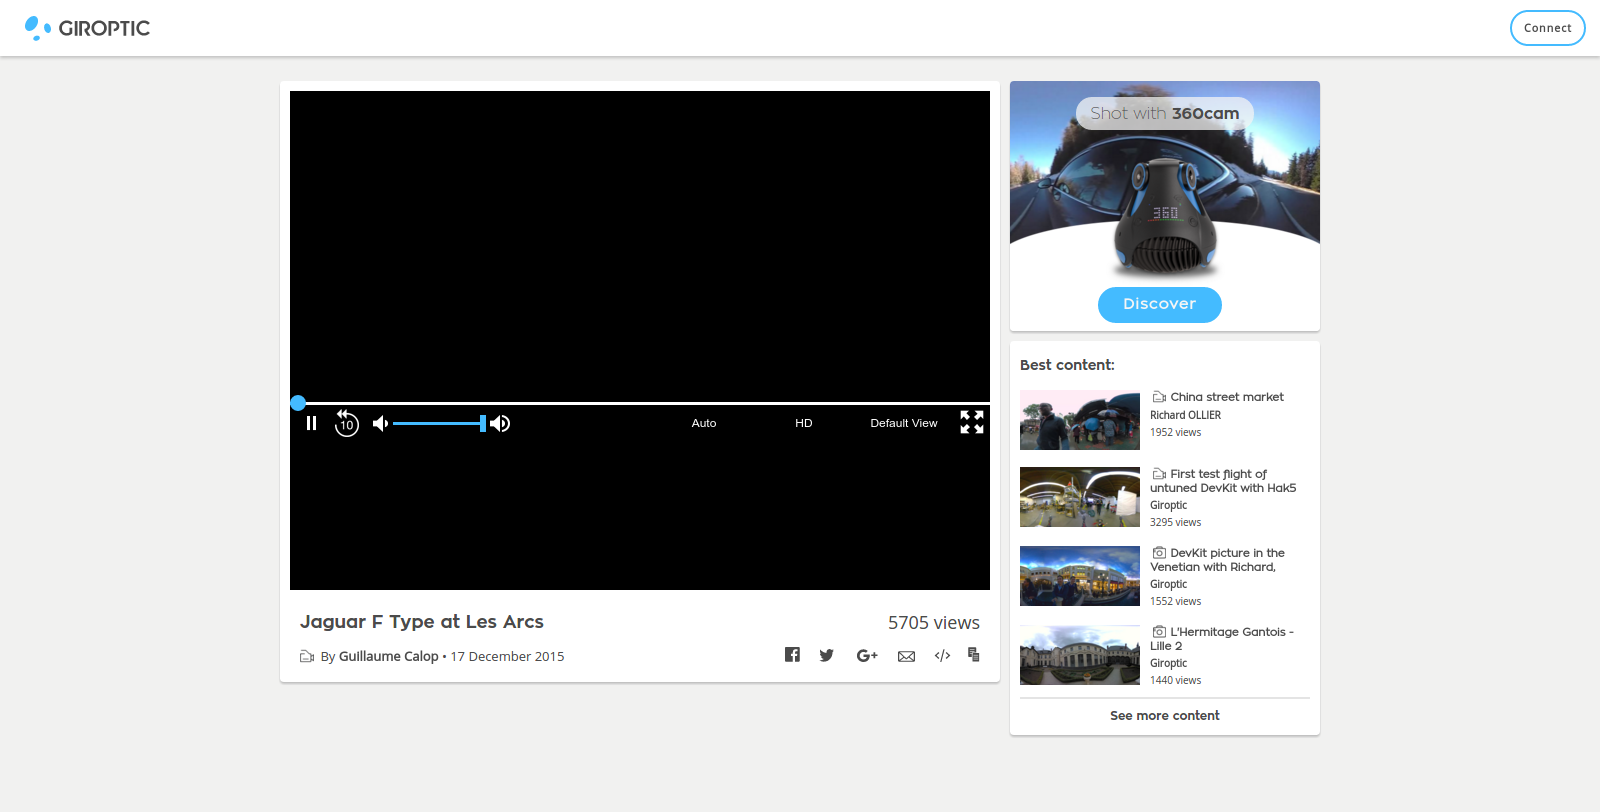 GIROPTIC
Connect
Shot with 360cam
360
Discover
10
Auto
HD
Default View
Jaguar F Type at Les Arcs
5705 views
By Guillaume Calop • 17 December 2015
Best content:
China street market
Richard OLLIER
1952 views
First test flight of
untuned DevKit with Hak5
Giroptic
3295 views
DevKit picture in the
Venetian with Richard,
Giroptic
1552 views
L'Hermitage Gantois -
Lille 2
Giroptic
1440 views
See more content